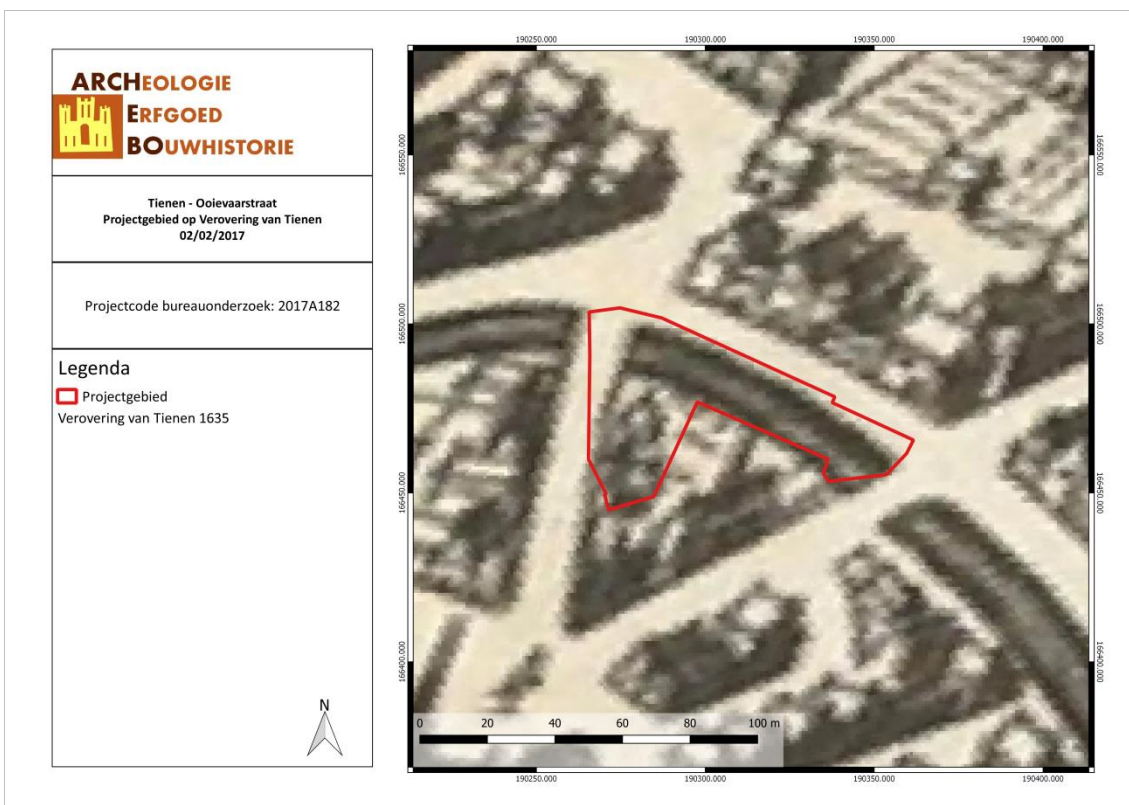 ARCHEOLOGIE
ERFGOED
BOUWHISTORIE
Tienen - Ooievaarstraat
Projectgebied op Verovering van Tienen
02/02/2017
Projectcode bureauonderzoek: 2017A182
Legenda
Projectgebied
Verovering van Tienen 1635
N
190250.000 190300.000 190350.000 190400.000
166550.000 166550.000
166500.000 166500.000
166450.000 166450.000
166400.000 166400.000
0 20 40 60 80 100 m
190250.000 190300.000 190350.000 190400.000